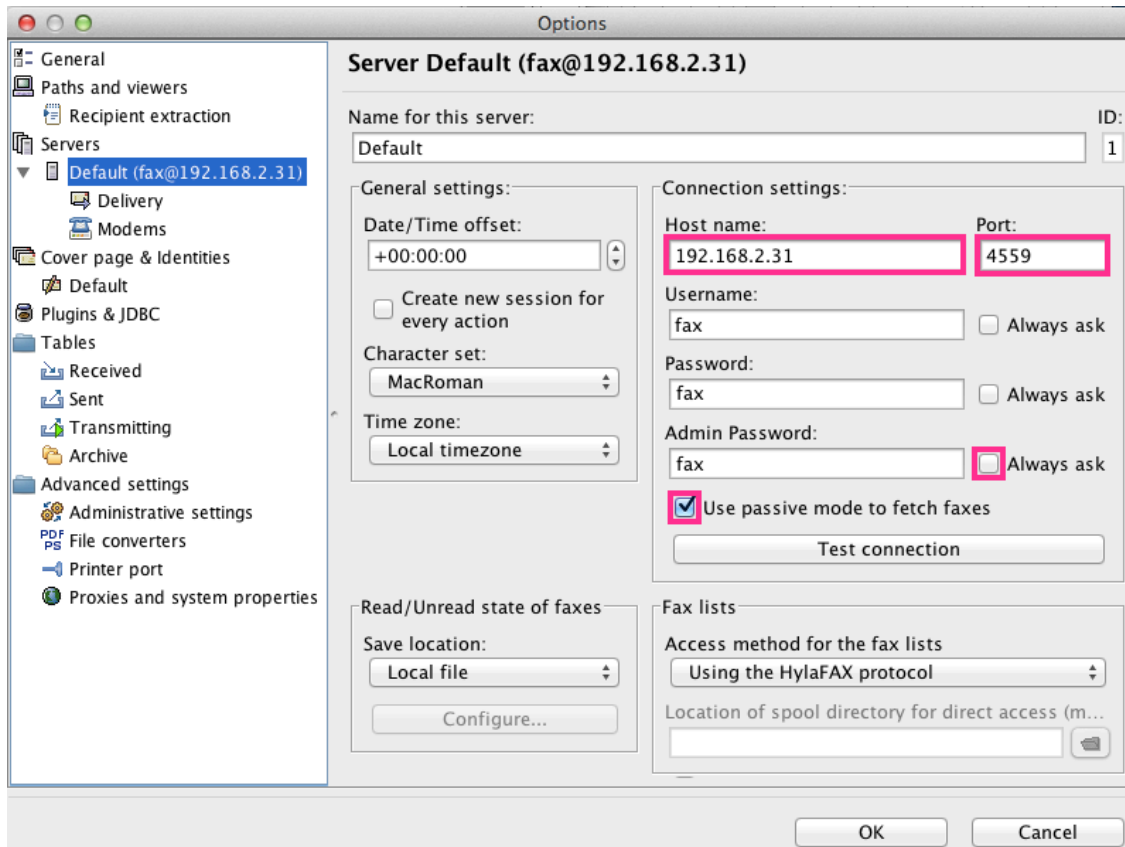 Options
General
Paths and viewers
Recipient extraction
Servers
Default (fax@192.168.2.31)
Delivery
Modems
Cover page & Identities
Default
Plugins & JDBC
Tables
Received
Sent
Transmitting
Archive
Advanced settings
Administrative settings
PDF
PS
File converters
Printer port
Proxies and system properties
Server Default (fax@192.168.2.31)
Name for this server:
ID:
Default
1
General settings:
Date/Time offset:
+00:00:00
Create new session for
every action
Character set:
MacRoman
Time zone:
Local timezone
Connection settings:
Host name:
Port:
192.168.2.31
4559
Username:
fax
Always ask
Password:
fax
Always ask
Admin Password:
fax
Always ask
Use passive mode to fetch faxes
Test connection
Read/Unread state of faxes
Save location:
Local file
Configure...
Fax lists
Access method for the fax lists
Using the HylaFAX protocol
Location of spool directory for direct access (m...
OK
Cancel